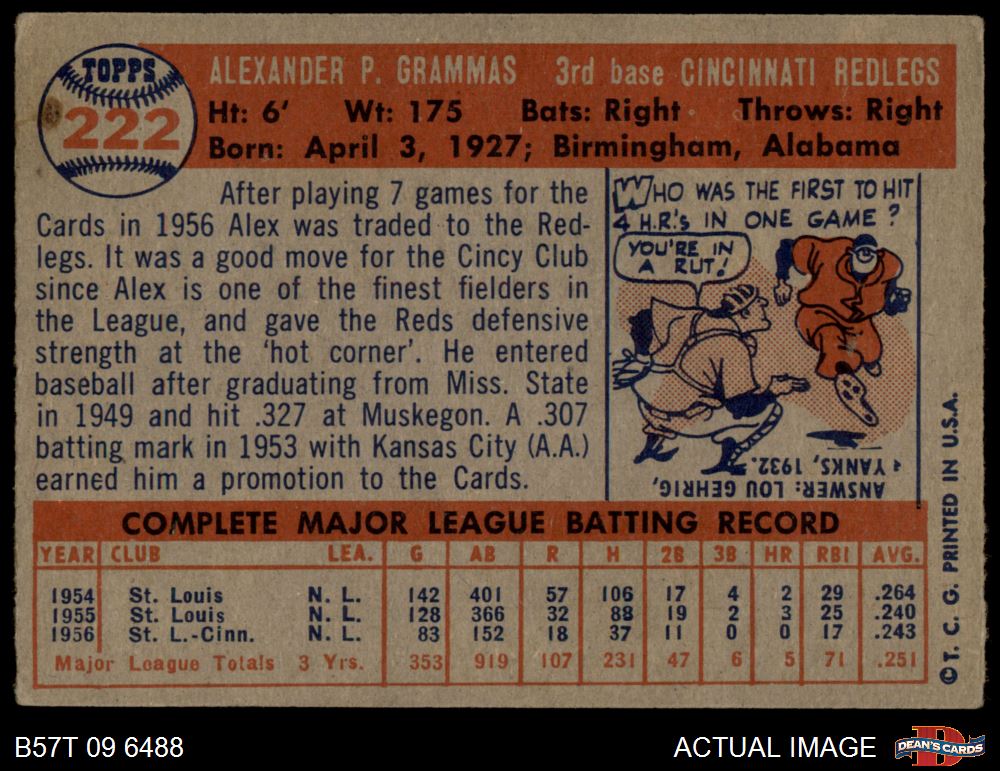 TOPPS
222
ALEXANDER P. GRAMMAS 3rd base CINCINNATI REDLEGS
Ht: 6' Wt: 175 Bats: Right Throws: Right
Born: April 3, 1927; Birmingham, Alabama
After playing 7 games for the
Cards in 1956 Alex was traded to the Red-
legs. It was a good move for the Cincy Club
since Alex is one of the finest fielders in
the League, and gave the Reds defensive
strength at the 'hot corner'. He entered
baseball after graduating from Miss. State
in 1949 and hit .327 at Muskegon. A .307
batting mark in 1953 with Kansas City (A.A.)
earned him a promotion to the Cards.
WHO WAS THE FIRST TO HIT
4 H.R.'s IN ONE GAME?
YOU'RE IN
A RUT!
ANSWER: LOU GEHRIG,
YANKS, 1932.
COMPLETE MAJOR LEAGUE BATTING RECORD
YEAR CLUB LEA. G AB R H 2B 3B HR RBI AVG.
1954 St. Louis N. L. 142 401 57 106 17 4 2 29 .264
1955 St. Louis N. L. 128 366 32 88 19 2 3 25 .240
1956 St. L.-Cinn. N. L. 83 152 18 37 11 0 0 17 .243
Major League Totals 3 Yrs. 353 919 107 231 47 6 5 71 .251
©T. C. G. PRINTED IN U.S.A.
B57T 09 6488
ACTUAL IMAGE
DEAN'S CARDS